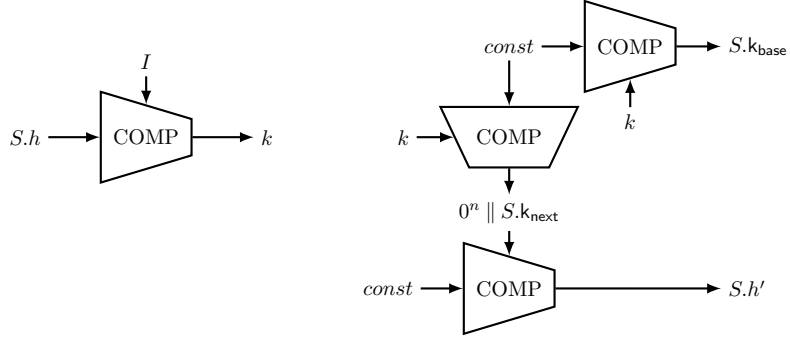 I
S.h COMP k
const COMP S.k_base
k
k COMP
0^n ∥ S.k_next
const COMP S.h′